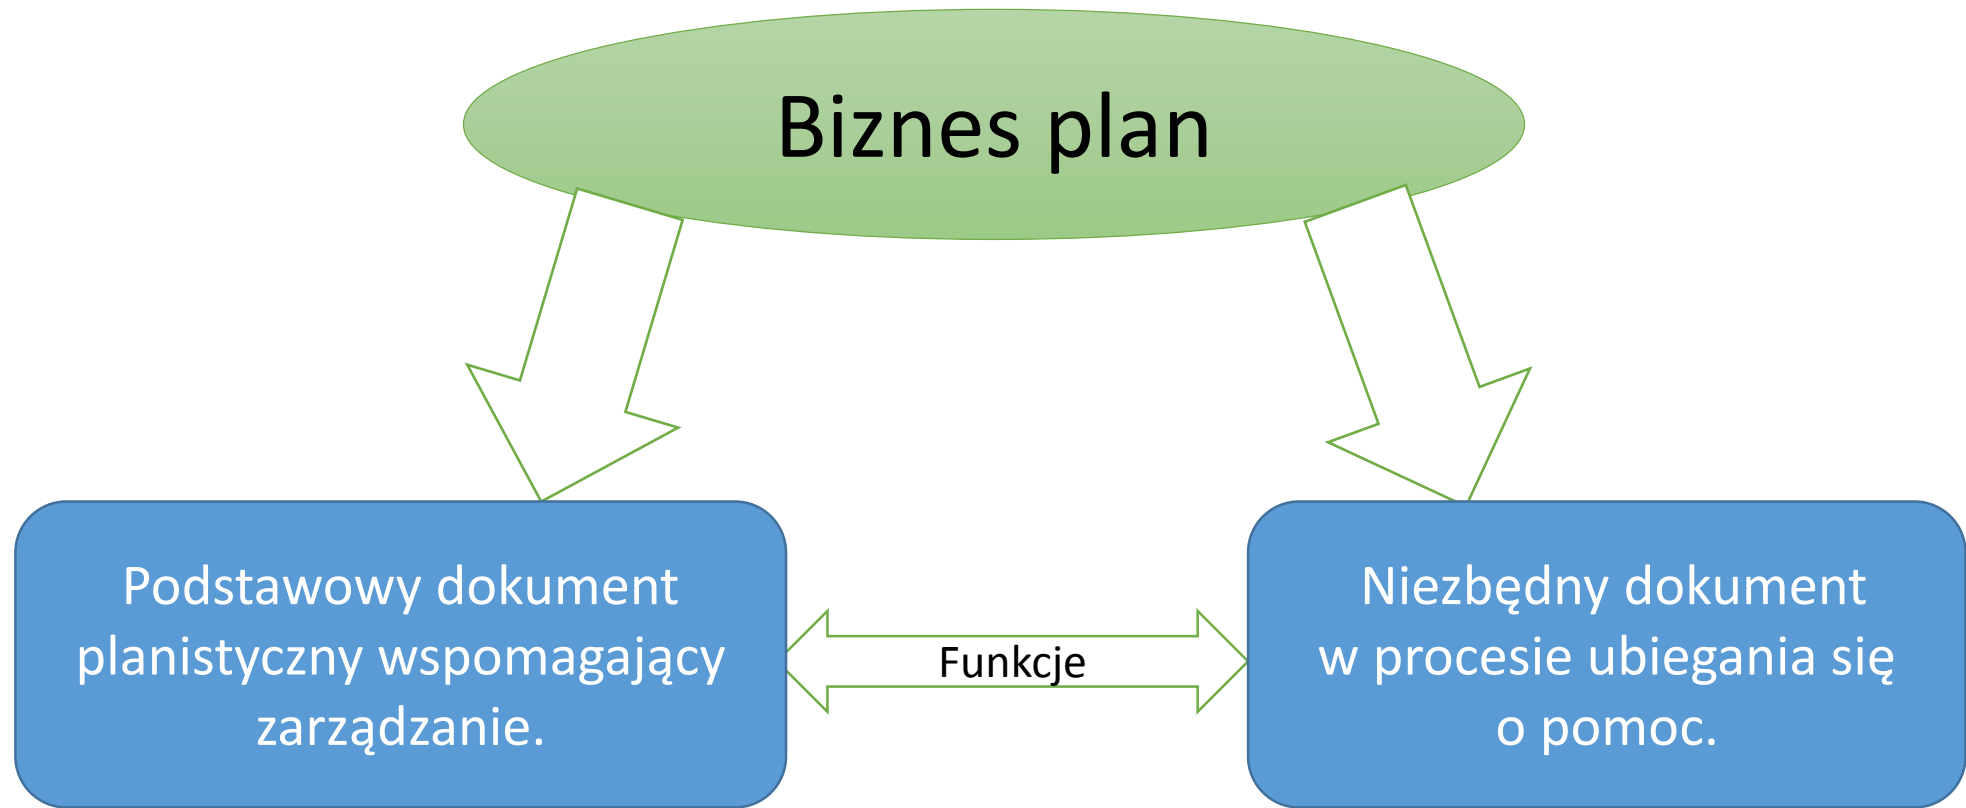 Biznes plan
Podstawowy dokument
planistyczny wspomagający
zarządzanie.
Funkcje
Niezbędny dokument
w procesie ubiegania się
o pomoc.